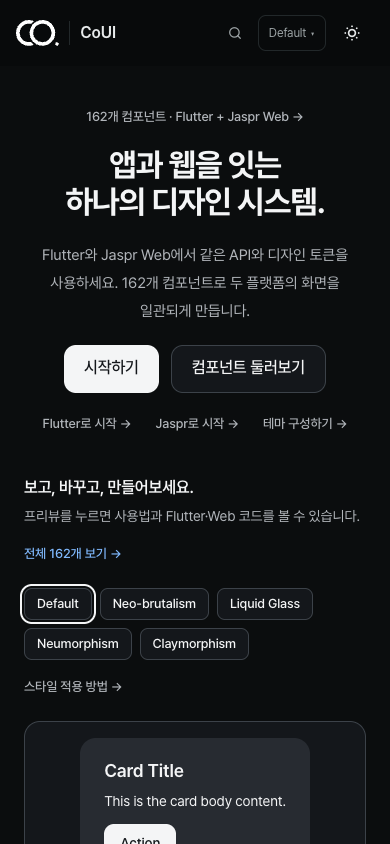 CO. CoUI Default
162개 컴포넌트 · Flutter + Jaspr Web →
앱과 웹을 잇는
하나의 디자인 시스템.
Flutter와 Jaspr Web에서 같은 API와 디자인 토큰을
사용하세요. 162개 컴포넌트로 두 플랫폼의 화면을
일관되게 만듭니다.
시작하기 컴포넌트 둘러보기
Flutter로 시작 → Jaspr로 시작 → 테마 구성하기 →
보고, 바꾸고, 만들어보세요.
프리뷰를 누르면 사용법과 Flutter·Web 코드를 볼 수 있습니다.
전체 162개 보기 →
Default Neo-brutalism Liquid Glass
Neumorphism Claymorphism
스타일 적용 방법 →
Card Title
This is the card body content.
Action